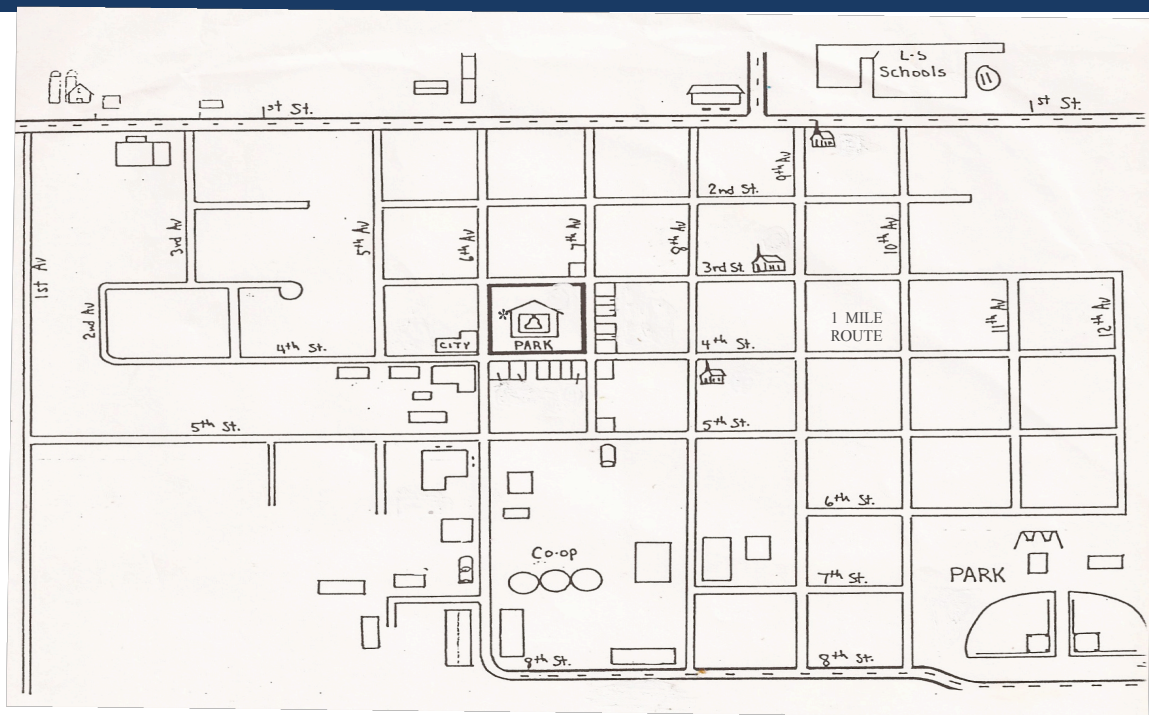 L-S
Schools
11
1st St.
1st St.
9th Av
2nd St.
3rd Av
5th Av
6th Av
7th Av
8th Av
10th Av
1st Av
3rd St.
2nd Av
11th Av
12th Av
*
1 MILE
ROUTE
4th St.
CITY
PARK
4th St.
5th St.
5th St.
6th St.
Co-op
7th St.
PARK
9th St.
8th St.